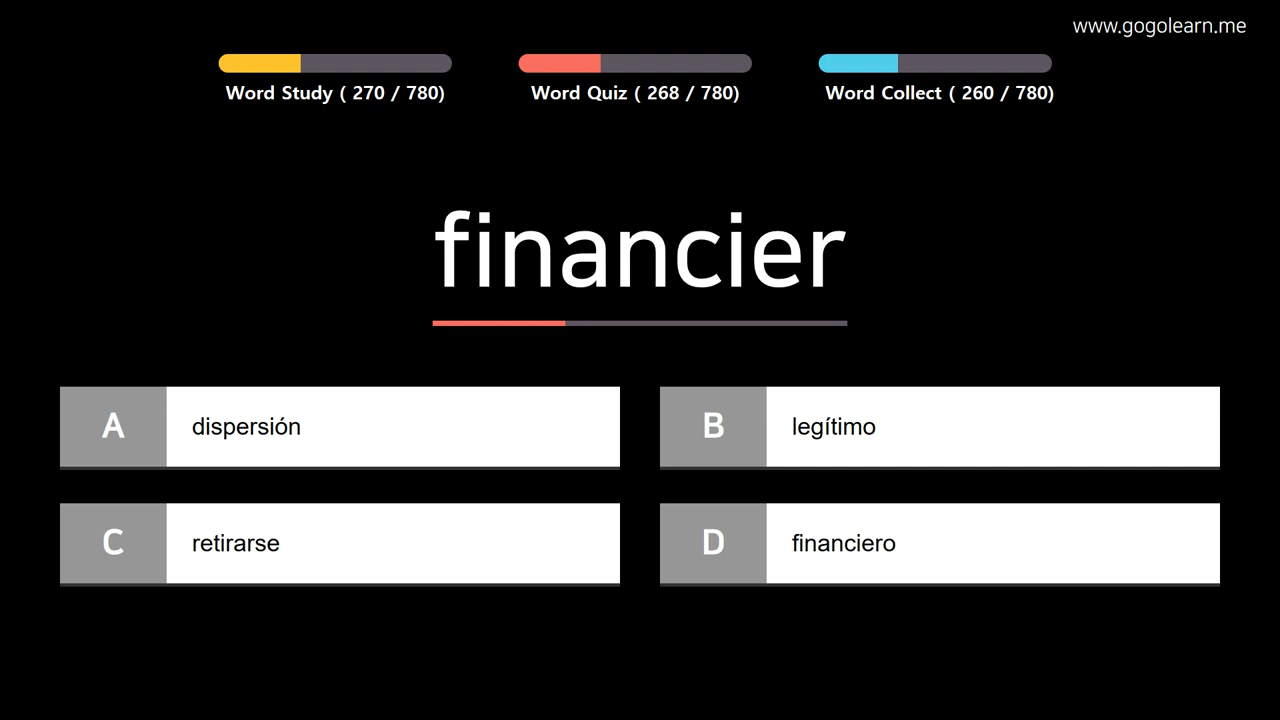 www.gogolearn.me
Word Study ( 270 / 780)
Word Quiz ( 268 / 780)
Word Collect ( 260 / 780)
financier
A dispersión
B legítimo
C retirarse
D financiero